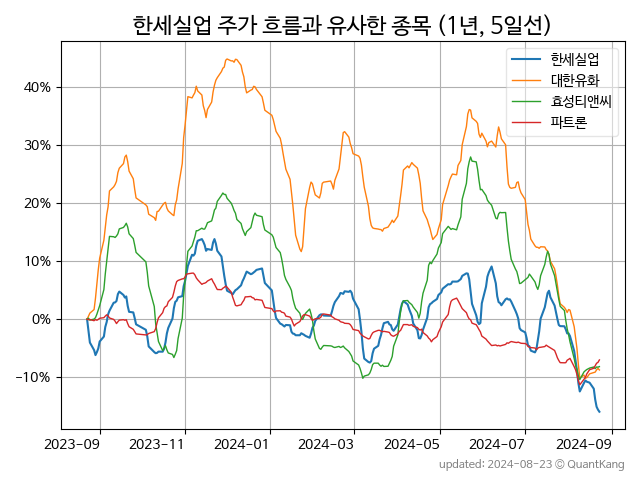 한세실업 주가 흐름과 유사한 종목 (1년, 5일선)
한세실업
대한유화
효성티앤씨
파트론
40%
30%
20%
10%
0%
−10%
2023-09 2023-11 2024-01 2024-03 2024-05 2024-07 2024-09
updated: 2024-08-23 © QuantKang